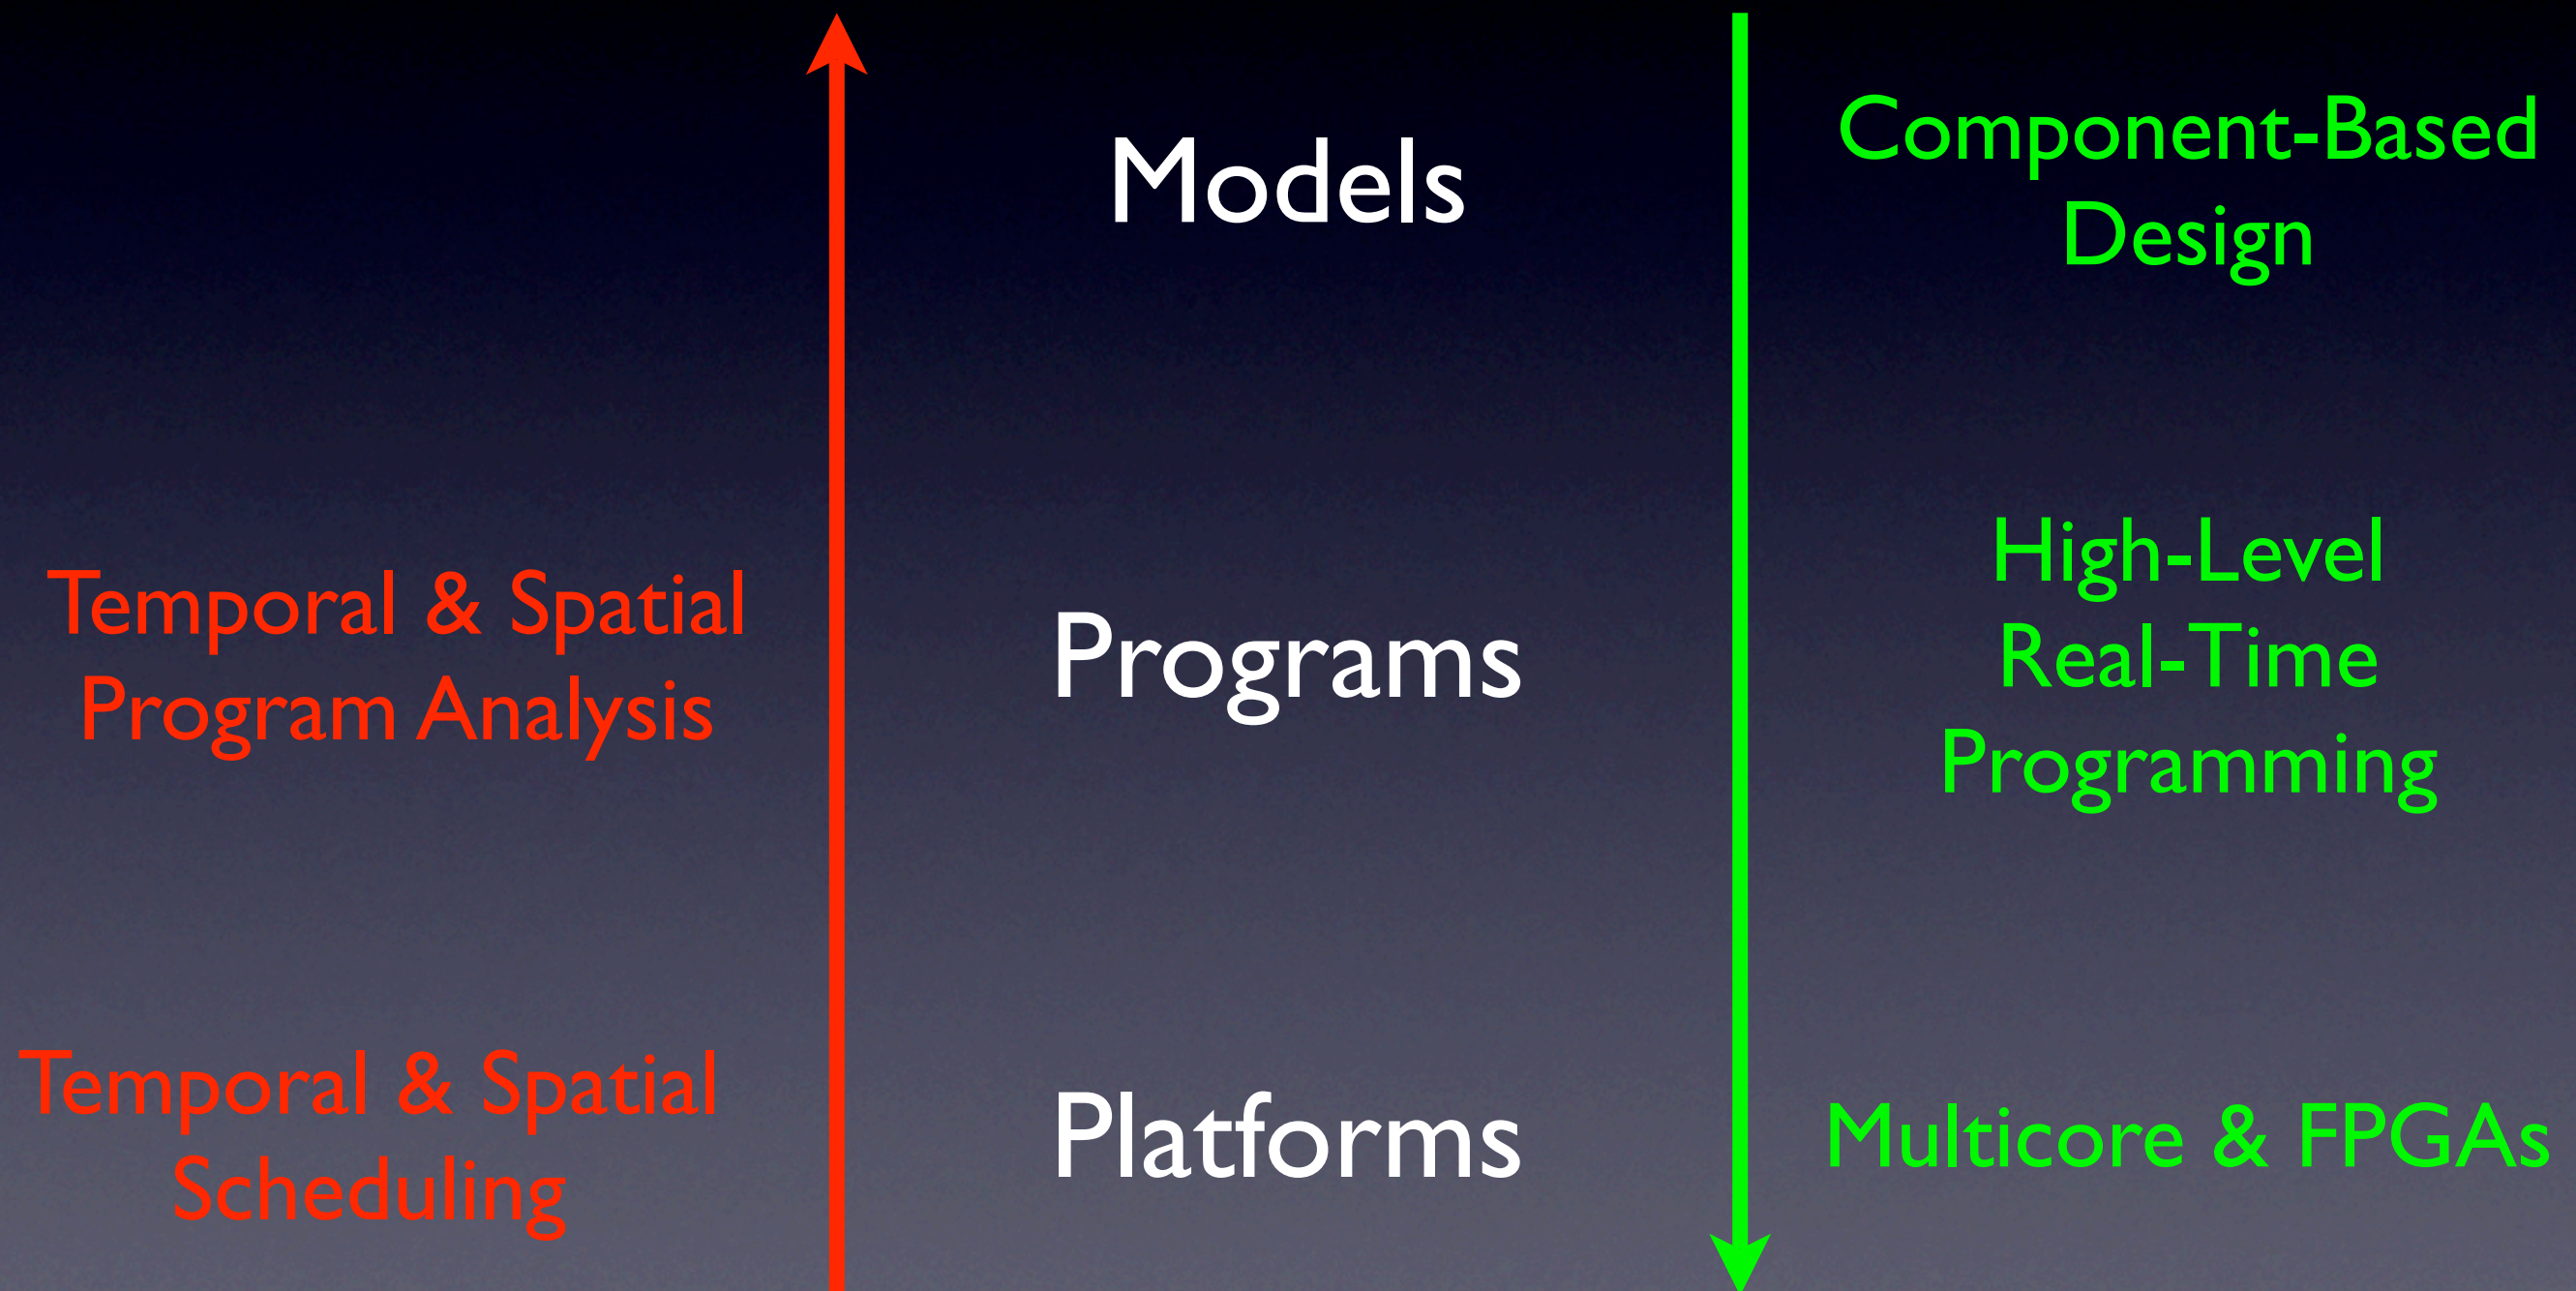 Models
Component-Based
Design
Temporal & Spatial
Program Analysis
Programs
High-Level
Real-Time
Programming
Temporal & Spatial
Scheduling
Platforms
Multicore & FPGAs